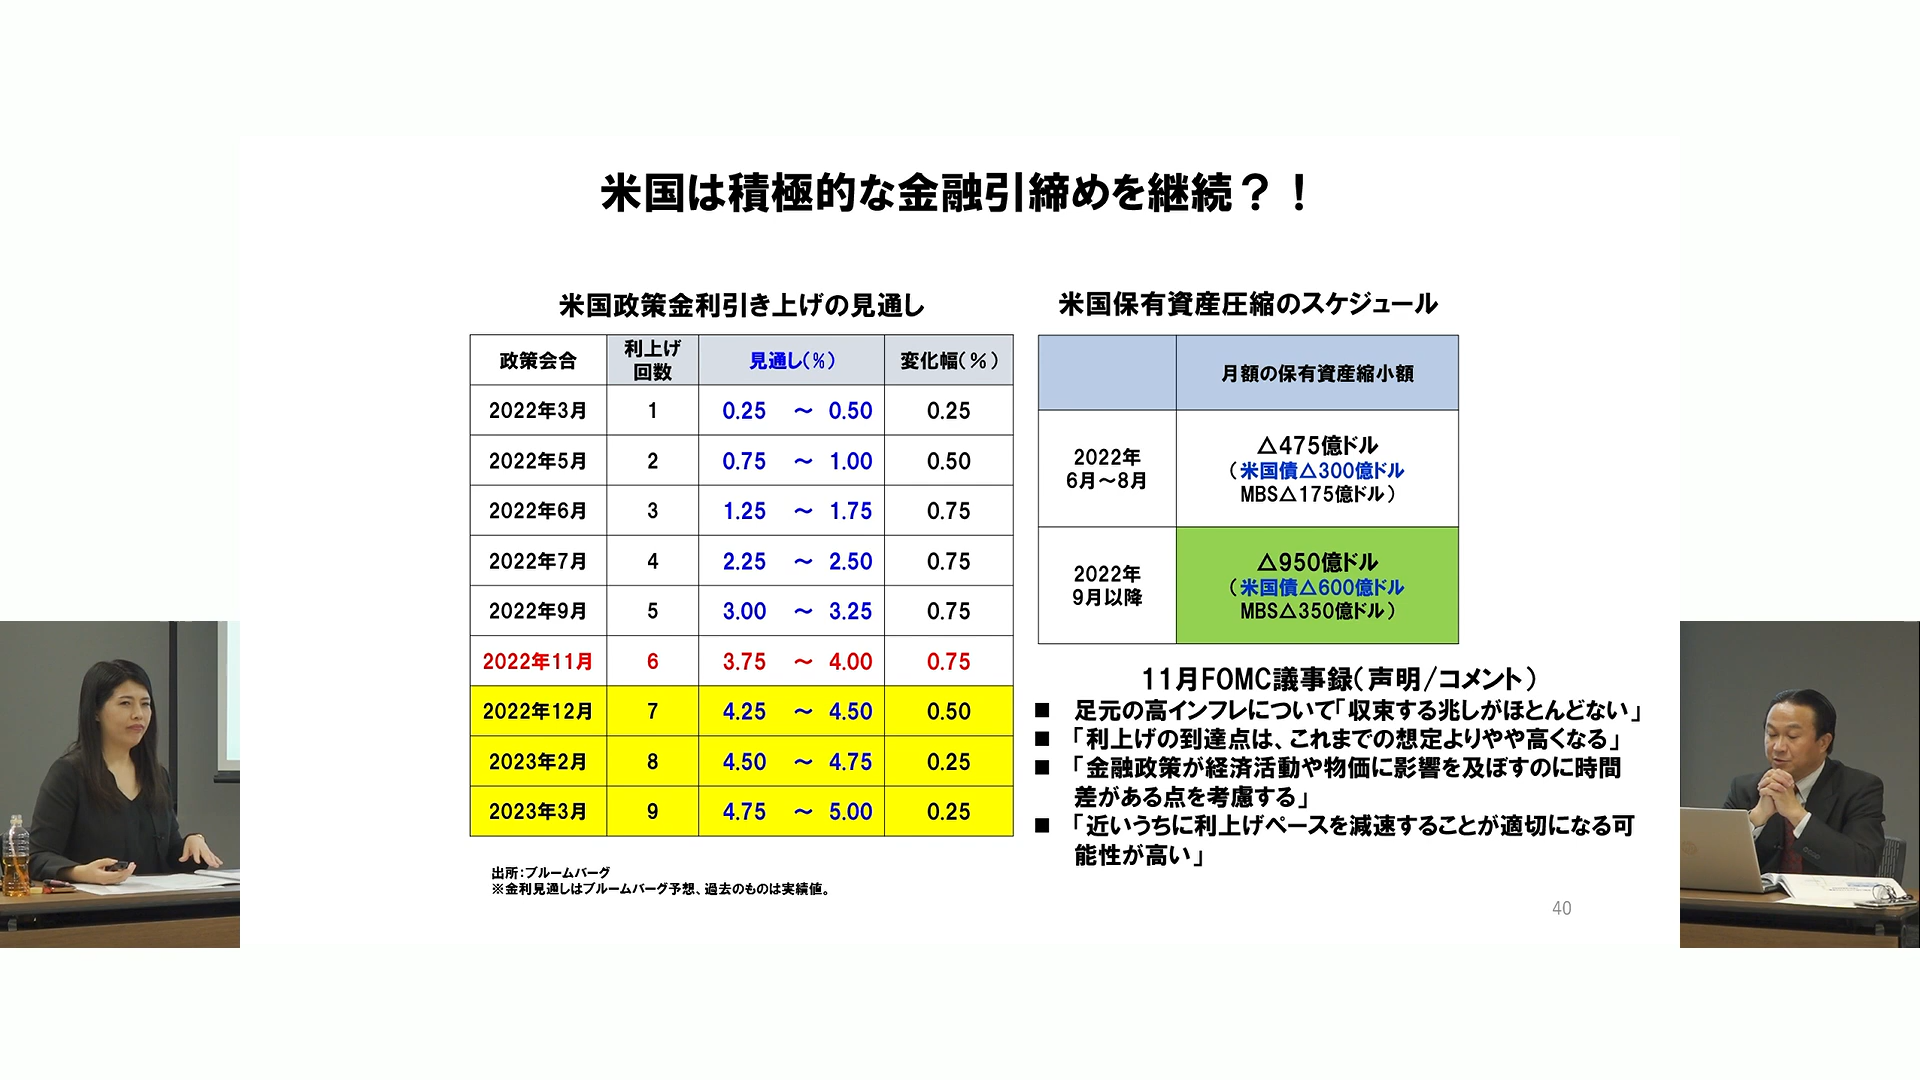 米国は積極的な金融引締めを継続？！
米国政策金利引き上げの見通し
政策会合 利上げ回数 見通し(%) 変化幅(%)
2022年3月 1 0.25 ～ 0.50 0.25
2022年5月 2 0.75 ～ 1.00 0.50
2022年6月 3 1.25 ～ 1.75 0.75
2022年7月 4 2.25 ～ 2.50 0.75
2022年9月 5 3.00 ～ 3.25 0.75
2022年11月 6 3.75 ～ 4.00 0.75
2022年12月 7 4.25 ～ 4.50 0.50
2023年2月 8 4.50 ～ 4.75 0.25
2023年3月 9 4.75 ～ 5.00 0.25
出所：ブルームバーグ
※金利見通しはブルームバーグ予想、過去のものは実績値。
米国保有資産圧縮のスケジュール
月額の保有資産縮小額
2022年
6月～8月
△475億ドル
(米国債△300億ドル
MBS△175億ドル)
2022年
9月以降
△950億ドル
(米国債△600億ドル
MBS△350億ドル)
11月FOMC議事録(声明/コメント)
■ 足元の高インフレについて「収束する兆しがほとんどない」
■ 「利上げの到達点は、これまでの想定よりやや高くなる」
■ 「金融政策が経済活動や物価に影響を及ぼすのに時間
差がある点を考慮する」
■ 「近いうちに利上げペースを減速することが適切になる可
能性が高い」
40